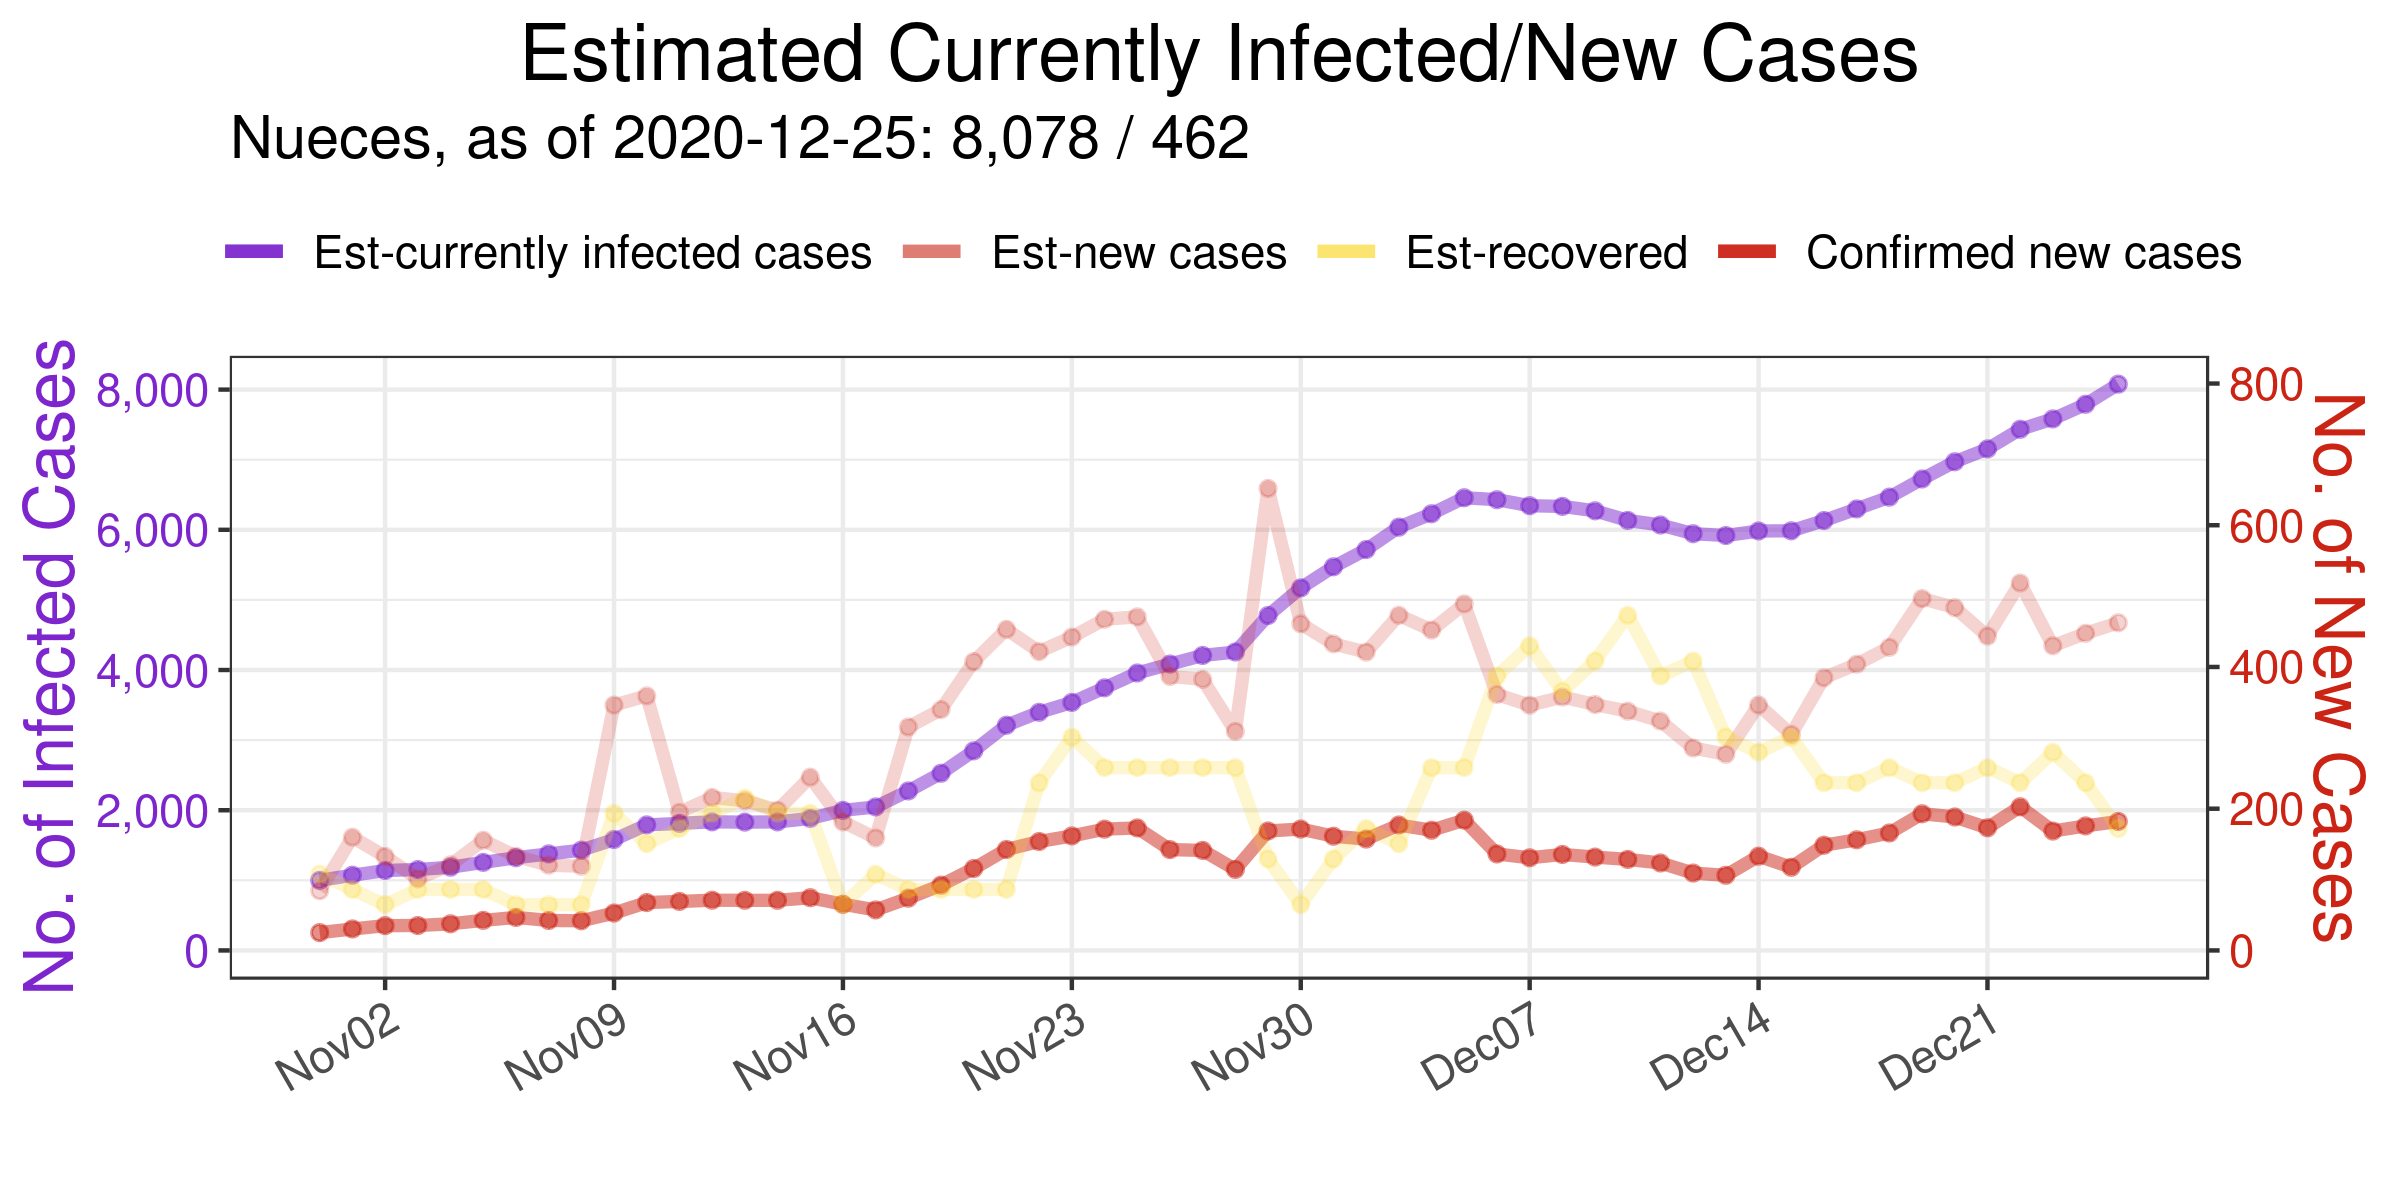 Estimated Currently Infected/New Cases
Nueces, as of 2020-12-25: 8,078 / 462
Est-currently infected cases Est-new cases Est-recovered Confirmed new cases
No. of Infected Cases
8,000
6,000
4,000
2,000
0
800
600
400
200
0
No. of New Cases
Nov02 Nov09 Nov16 Nov23 Nov30 Dec07 Dec14 Dec21